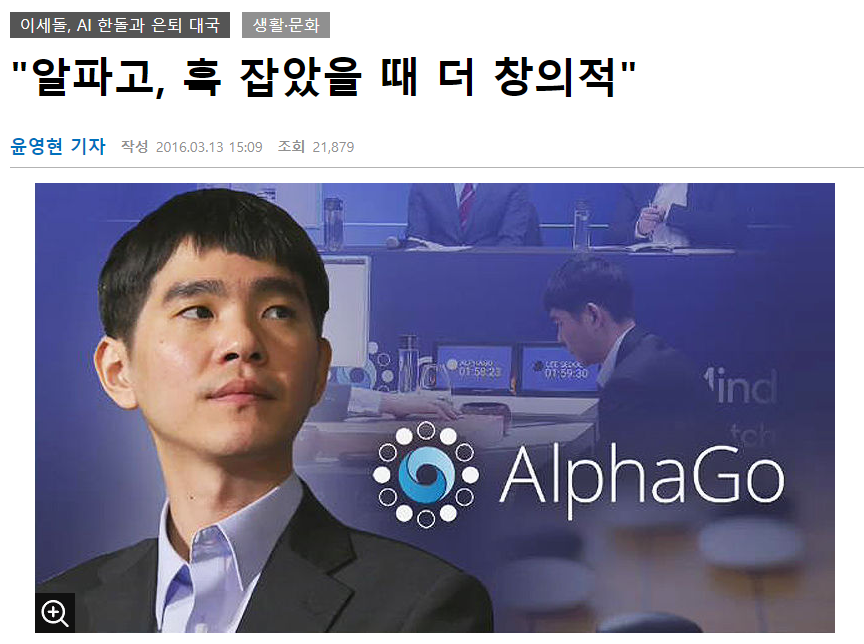 이세돌, AI 한돌과 은퇴 대국 생활·문화
"알파고, 흑 잡았을 때 더 창의적"
윤영현 기자 작성 2016.03.13 15:09 조회 21,879
ALPHAGO
01:58:23
LEE SEDOL
01:59:30
Mind
tch
AlphaGo